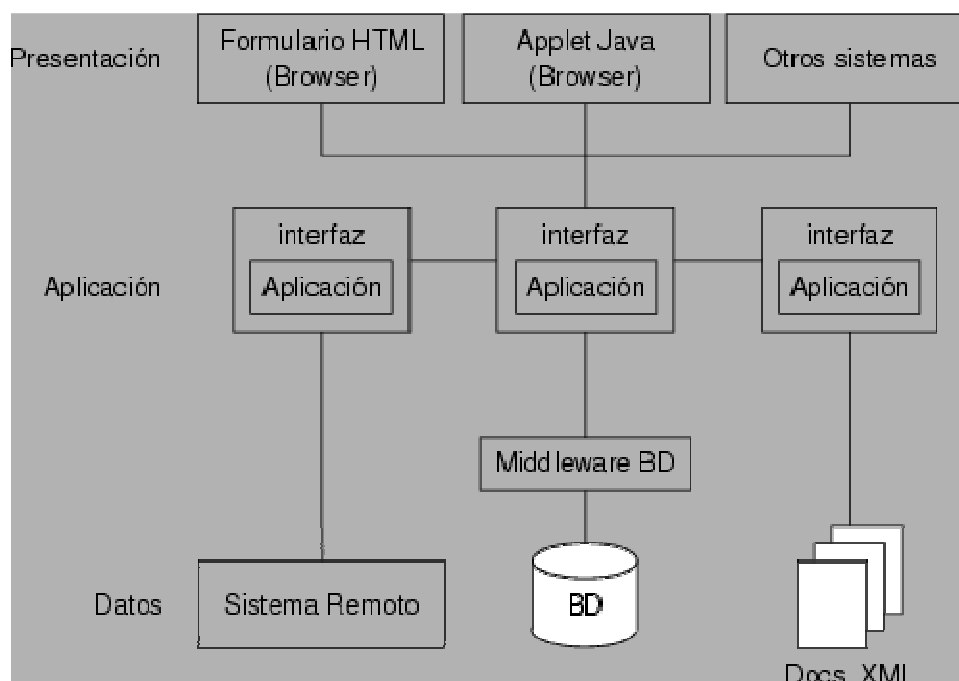 Presentación
Formulario HTML
(Browser)
Applet Java
(Browser)
Otros sistemas
Aplicación
interfaz
Aplicación
interfaz
Aplicación
interfaz
Aplicación
Middleware BD
Datos
Sistema Remoto
BD
Docs. XML